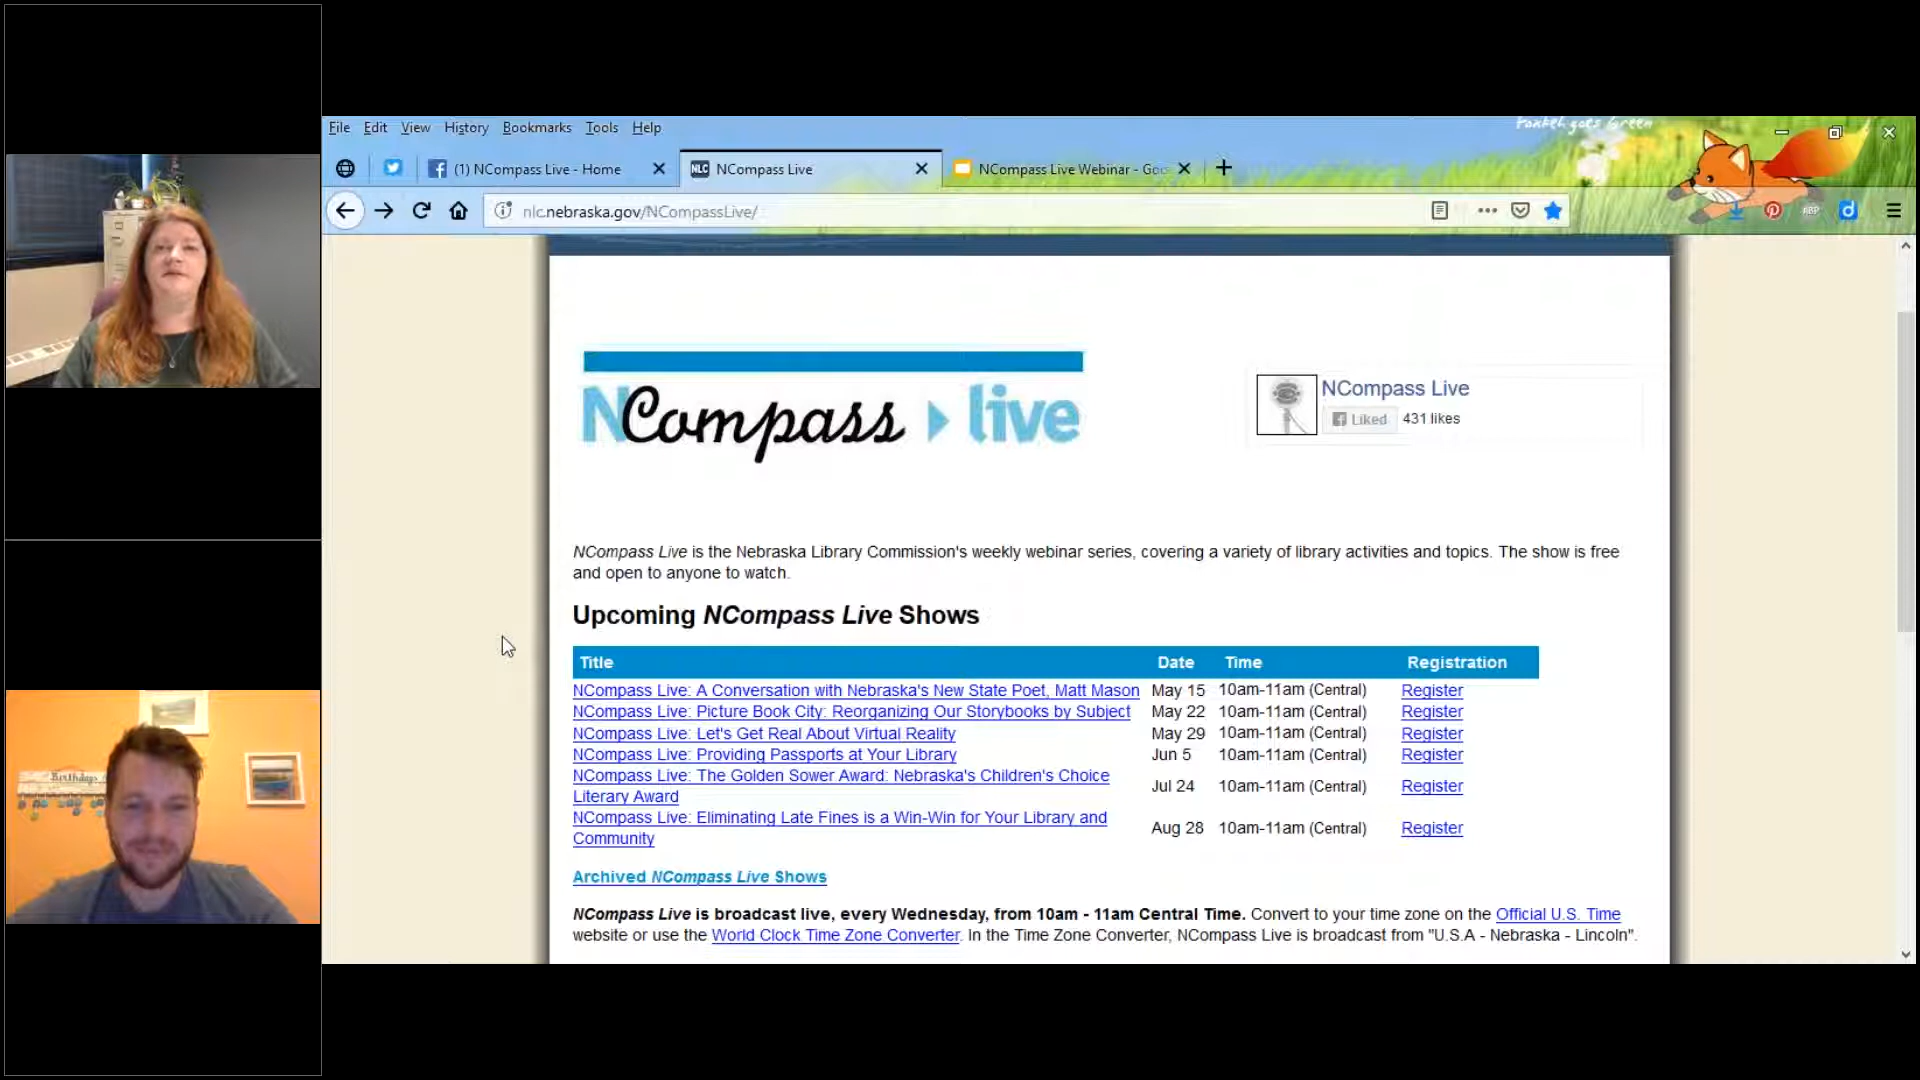 Foxkeh goes Green
File Edit View History Bookmarks Tools Help
(1) NCompass Live - Home
NLC NCompass Live
NCompass Live Webinar - Goo
nlc.nebraska.gov/NCompassLive/
ABP
NCompass live
NCompass Live
Liked 431 likes
NCompass Live is the Nebraska Library Commission's weekly webinar series, covering a variety of library activities and topics. The show is free
and open to anyone to watch.
Upcoming NCompass Live Shows
Title Date Time Registration
NCompass Live: A Conversation with Nebraska's New State Poet, Matt Mason May 15 10am-11am (Central) Register
NCompass Live: Picture Book City: Reorganizing Our Storybooks by Subject May 22 10am-11am (Central) Register
NCompass Live: Let's Get Real About Virtual Reality May 29 10am-11am (Central) Register
NCompass Live: Providing Passports at Your Library Jun 5 10am-11am (Central) Register
NCompass Live: The Golden Sower Award: Nebraska's Children's Choice
Literary Award Jul 24 10am-11am (Central) Register
NCompass Live: Eliminating Late Fines is a Win-Win for Your Library and
Community Aug 28 10am-11am (Central) Register
Archived NCompass Live Shows
NCompass Live is broadcast live, every Wednesday, from 10am - 11am Central Time. Convert to your time zone on the Official U.S. Time
website or use the World Clock Time Zone Converter. In the Time Zone Converter, NCompass Live is broadcast from "U.S.A - Nebraska - Lincoln".
Birthdays